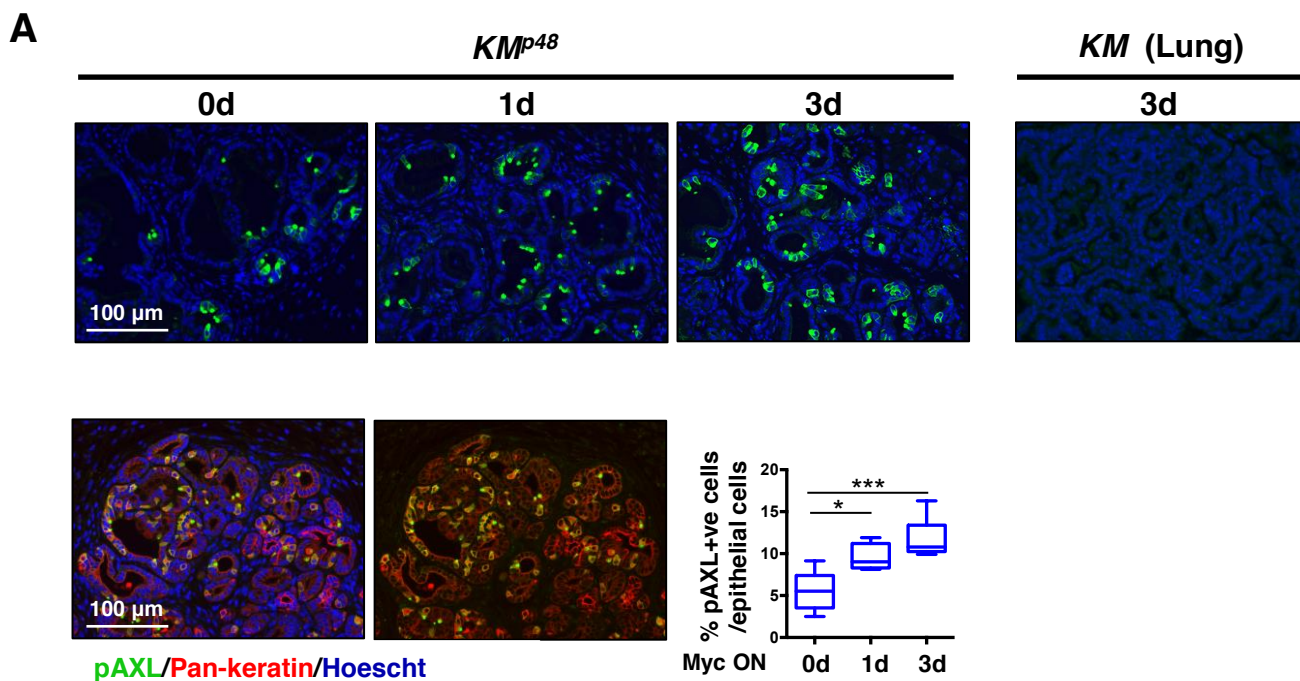 A
KMp48
KM (Lung)
0d
1d
3d
3d
100 µm
100 µm
pAXL/Pan-keratin/Hoescht
% pAXL+ve cells
/epithelial cells
20
15
10
5
0
***
*
Myc ON
0d
1d
3d